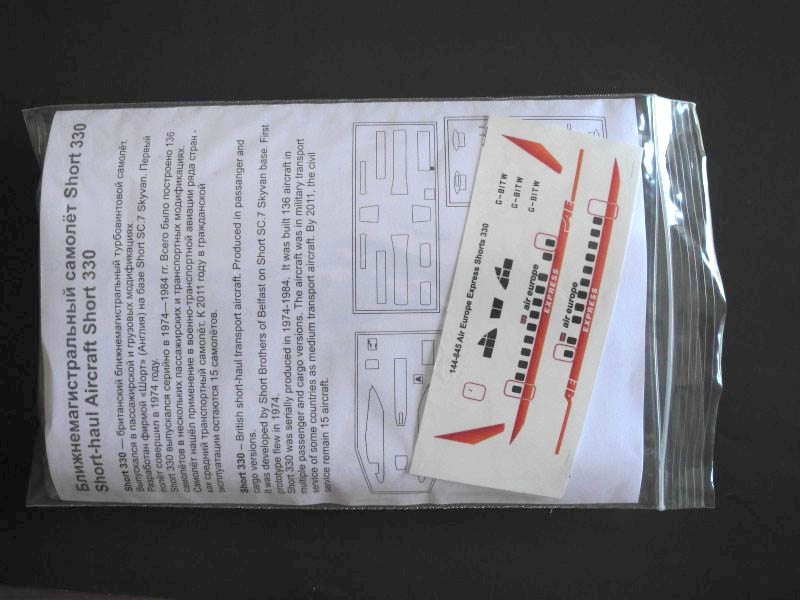 Ближнемагистральный самолёт Short 330
Short-haul Aircraft Short 330
Short 330 — британский ближнемагистральный турбовинтовой самолёт.
Выпускался в пассажирской и грузовых модификациях.
Разработан фирмой «Шорт» (Англия) на базе Short SC.7 Skyvan. Первый
полёт совершил в 1974 году.
Short 330 выпускался серийно в 1974—1984 гг. Всего было построено 136
самолётов в нескольких пассажирских и транспортных модификациях.
Самолёт нашёл применение в военно-транспортной авиации ряда стран -
как средний транспортный самолёт. К 2011 году в гражданской
эксплуатации остаются 15 самолётов.
Short 330 – British short-haul transport aircraft. Produced in passanger and
cargo versions.
It was developed by Short Brothers of Belfast on Short SC.7 Skyvan base. First
prototype flew in 1974.
Short 330 was serially produced in 1974-1984. It was built 136 aircraft in
multiple passenger and cargo versions. The aircraft was in military transport
service of some countries as medium transport aircraft. By 2011, the civil
service remain 15 aircraft.
A
144-845 Air Europe Express Shorts 330
G-BITW
G-BITW
G-BITW
air europe
EXPRESS
AE
air europe
EXPRESS
AE